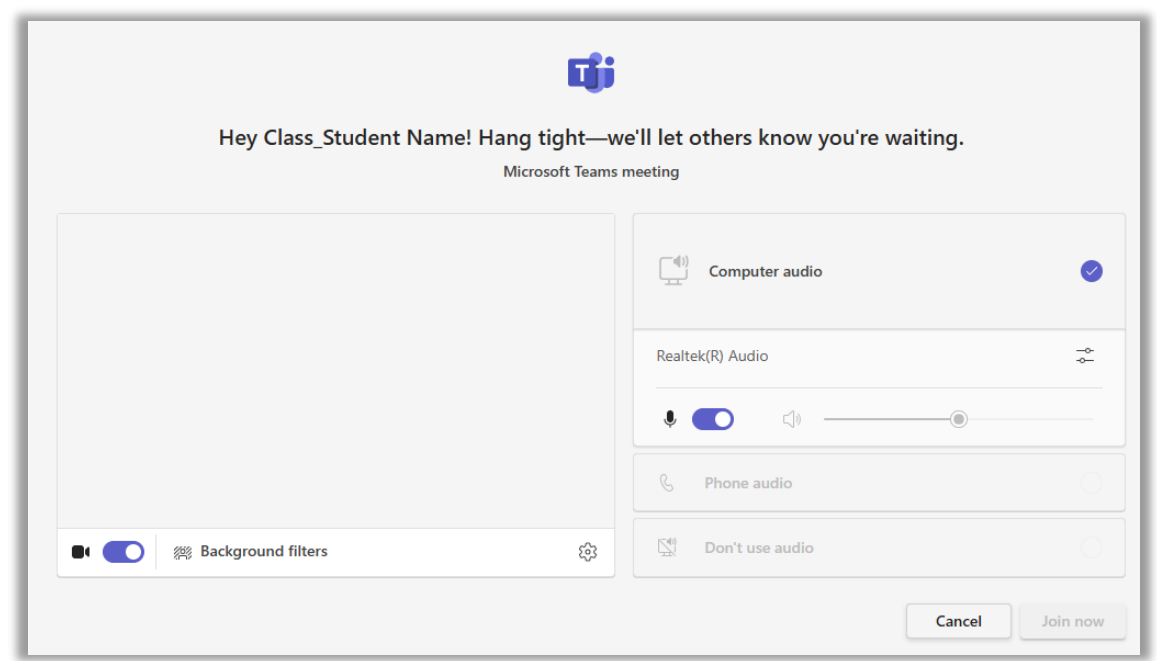 T
Hey Class_Student Name! Hang tight—we'll let others know you're waiting.
Microsoft Teams meeting
Computer audio
Realtek(R) Audio
Phone audio
Background filters
Don't use audio
Cancel
Join now